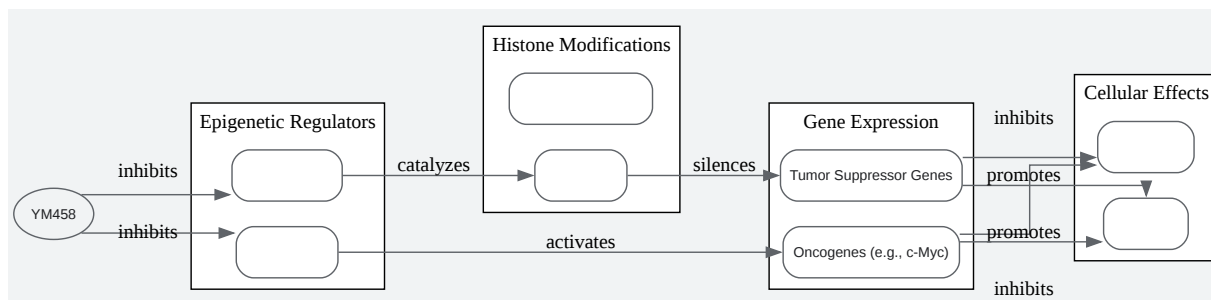 Histone Modifications
Cellular Effects
Epigenetic Regulators
Gene Expression
inhibits
inhibits
catalyzes
silences
Tumor Suppressor Genes
promotes
YM458
inhibits
activates
Oncogenes (e.g., c-Myc)
promotes
inhibits